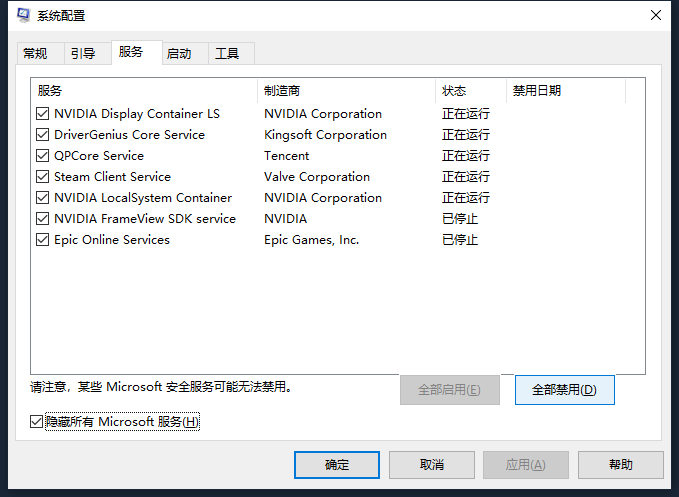 系统配置
常规 引导 服务 启动 工具
服务 制造商 状态 禁用日期
NVIDIA Display Container LS NVIDIA Corporation 正在运行
DriverGenius Core Service Kingsoft Corporation 正在运行
QPCore Service Tencent 正在运行
Steam Client Service Valve Corporation 正在运行
NVIDIA LocalSystem Container NVIDIA Corporation 正在运行
NVIDIA FrameView SDK service NVIDIA 已停止
Epic Online Services Epic Games, Inc. 已停止
请注意，某些 Microsoft 安全服务可能无法禁用。 全部启用(E) 全部禁用(D)
隐藏所有 Microsoft 服务(H)
确定 取消 应用(A) 帮助